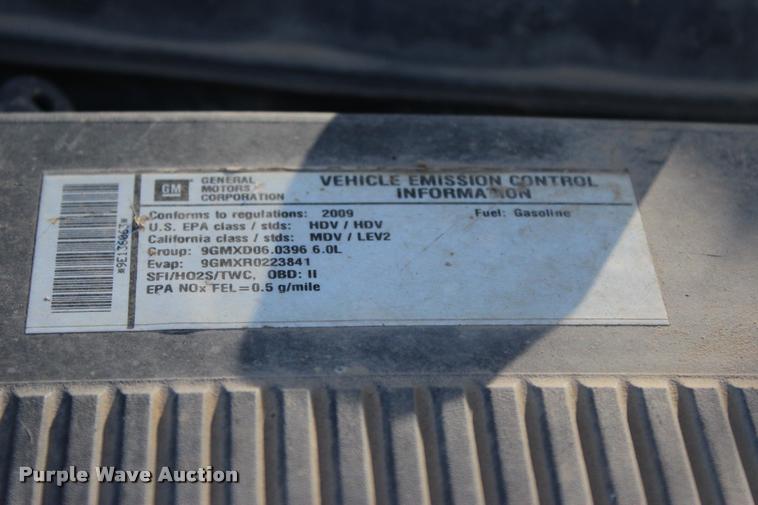 GM
GENERAL MOTORS CORPORATION
VEHICLE EMISSION CONTROL INFORMATION
Conforms to regulations: 2009 Fuel: Gasoline
U.S. EPA class / stds: HDV / HDV
California class / stds: MDV / LEV2
Group: 9GMXD06.0396 6.0L
Evap: 9GMXR0223841
SFI/HO2S/TWC, OBD: II
EPA NOx FEL=0.5 g/mile
*9E136063*
Purple Wave Auction